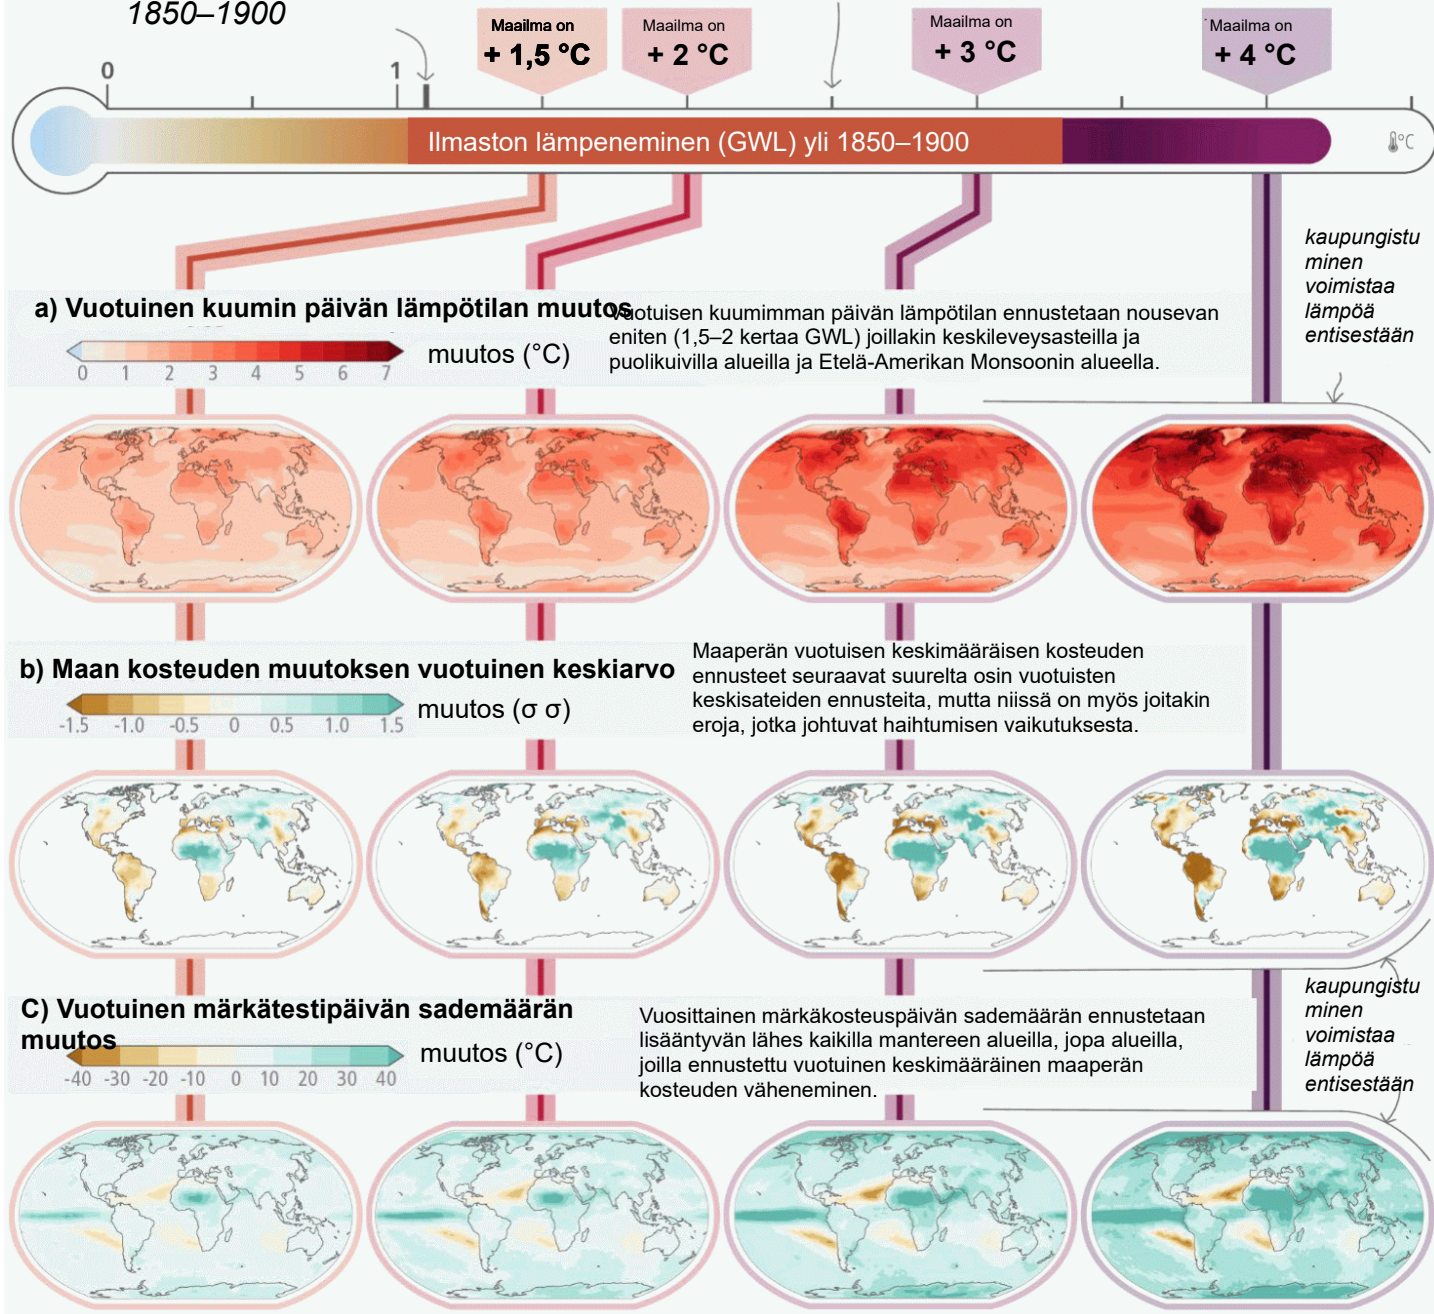 1850–1900
Maailma on
+ 1,5 °C
Maailma on
+ 2 °C
Maailma on
+ 3 °C
Maailma on
+ 4 °C
0
1
Ilmaston lämpeneminen (GWL) yli 1850–1900
°C
kaupungistu
minen
voimistaa
lämpöä
entisestään
a) Vuotuinen kuumin päivän lämpötilan muutos
muutos (°C)
0 1 2 3 4 5 6 7
Vuotuisen kuumimman päivän lämpötilan ennustetaan nousevan
eniten (1,5–2 kertaa GWL) joillakin keskileveysasteilla ja
puolikuivilla alueilla ja Etelä-Amerikan Monsoonin alueella.
b) Maan kosteuden muutoksen vuotuinen keskiarvo
muutos (σ σ)
-1.5 -1.0 -0.5 0 0.5 1.0 1.5
Maaperän vuotuisen keskimääräisen kosteuden
ennusteet seuraavat suurelta osin vuotuisten
keskisateiden ennusteita, mutta niissä on myös joitakin
eroja, jotka johtuvat haihtumisen vaikutuksesta.
C) Vuotuinen märkätestipäivän sademäärän
muutos
muutos (°C)
-40 -30 -20 -10 0 10 20 30 40
Vuosittainen märkäkosteuspäivän sademäärän ennustetaan
lisääntyvän lähes kaikilla mantereen alueilla, jopa alueilla,
joilla ennustettu vuotuinen keskimääräinen maaperän
kosteuden väheneminen.
kaupungistu
minen
voimistaa
lämpöä
entisestään